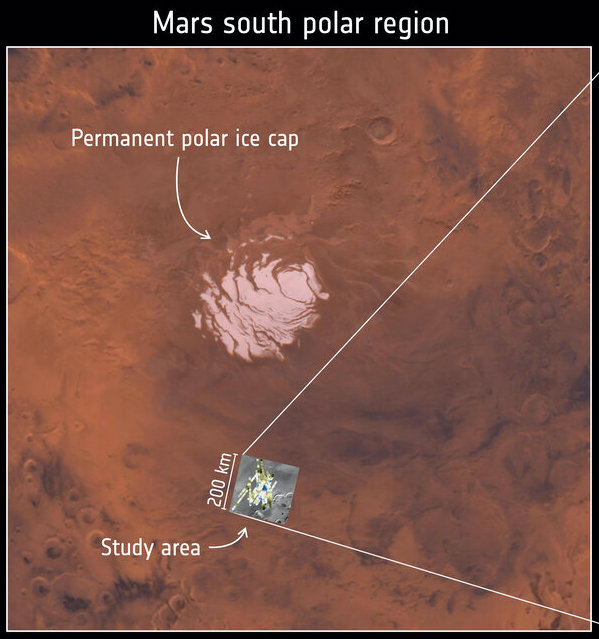 Mars south polar region
Permanent polar ice cap
200 km
Study area